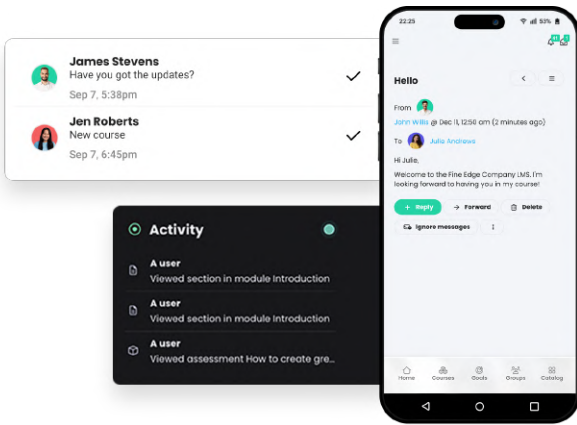 James Stevens
Have you got the updates?
Sep 7, 5:38pm
Jen Roberts
New course
Sep 7, 6:45pm
Activity
A user
Viewed section in module Introduction
A user
Viewed section in module Introduction
A user
Viewed assessment How to create gre...
22:25
53%
Hello
From
John Willis @ Dec 11, 12:50 am (2 minutes ago)
To Julia Andrews
Hi Julie,
Welcome to the Fine Edge Company LMS. I'm
looking forward to having you in my course!
Reply Forward Delete
Ignore messages
Home Courses Goals Groups Catalog